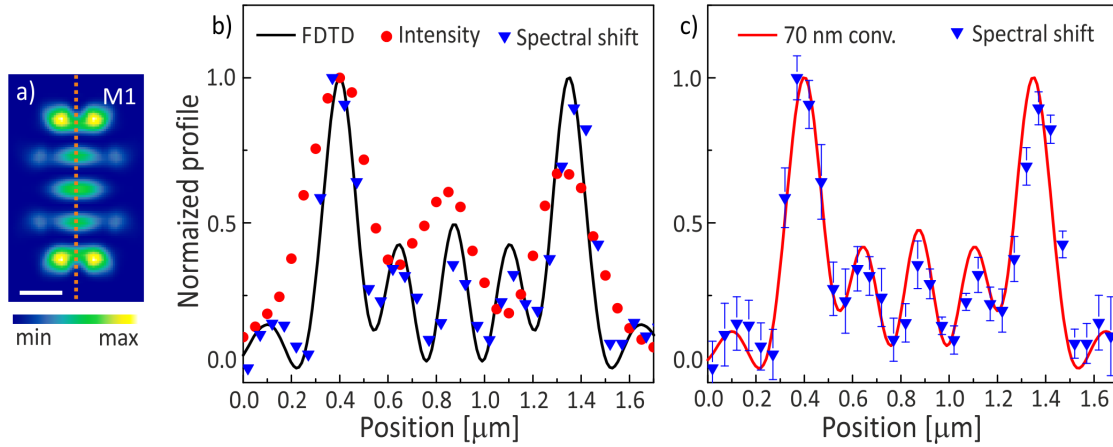 a)
M1
min
max
b)
FDTD
Intensity
Spectral shift
Normaized profile
1.0
0.5
0.0
0.0
0.2
0.4
0.6
0.8
1.0
1.2
1.4
1.6
Position [μm]
c)
70 nm conv.
Spectral shift
1.0
0.5
0.0
0.0
0.2
0.4
0.6
0.8
1.0
1.2
1.4
1.6
Position [μm]